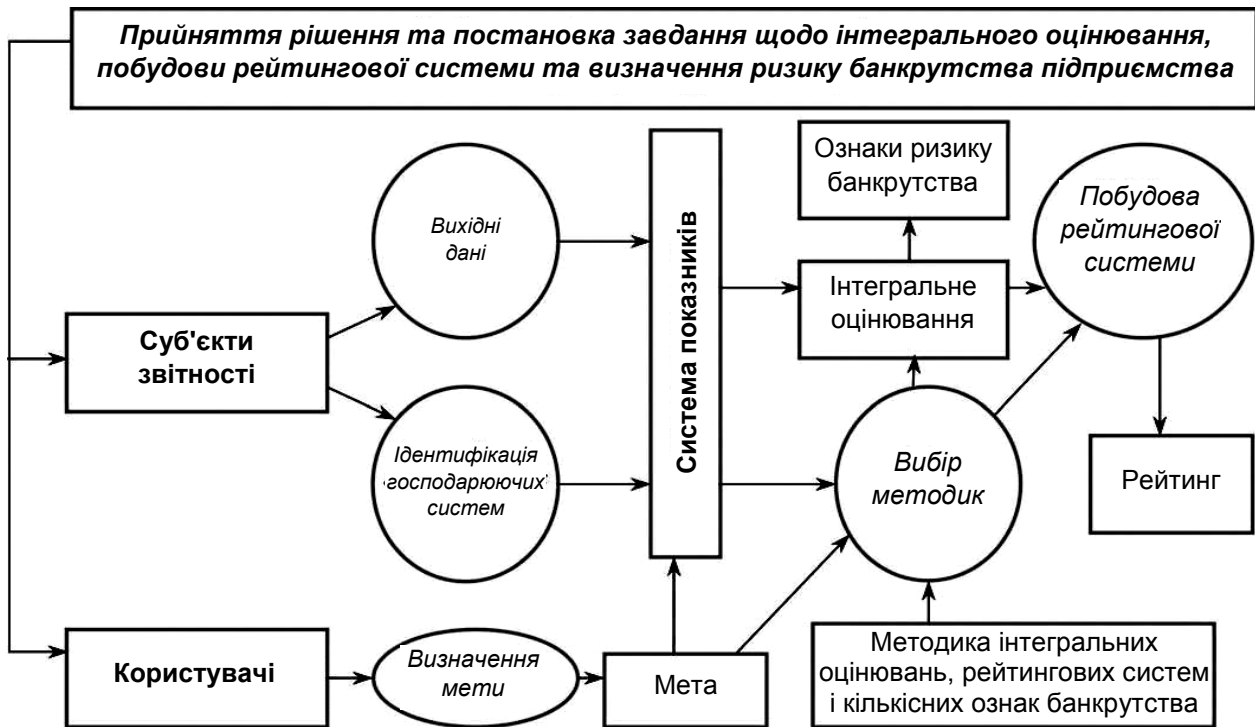 Прийняття рішення та постановка завдання щодо інтегрального оцінювання,
побудови рейтингової системи та визначення ризику банкрутства підприємства
Ознаки ризику
банкрутства
Побудова
рейтингової
системи
Вихідні
дані
Система показників
Інтегральне
оцінювання
Суб'єкти
звітності
Ідентифікація
господарюючих
систем
Вибір
методик
Рейтинг
Користувачі
Визначення
мети
Мета
Методика інтегральних
оцінювань, рейтингових систем
і кількісних ознак банкрутства